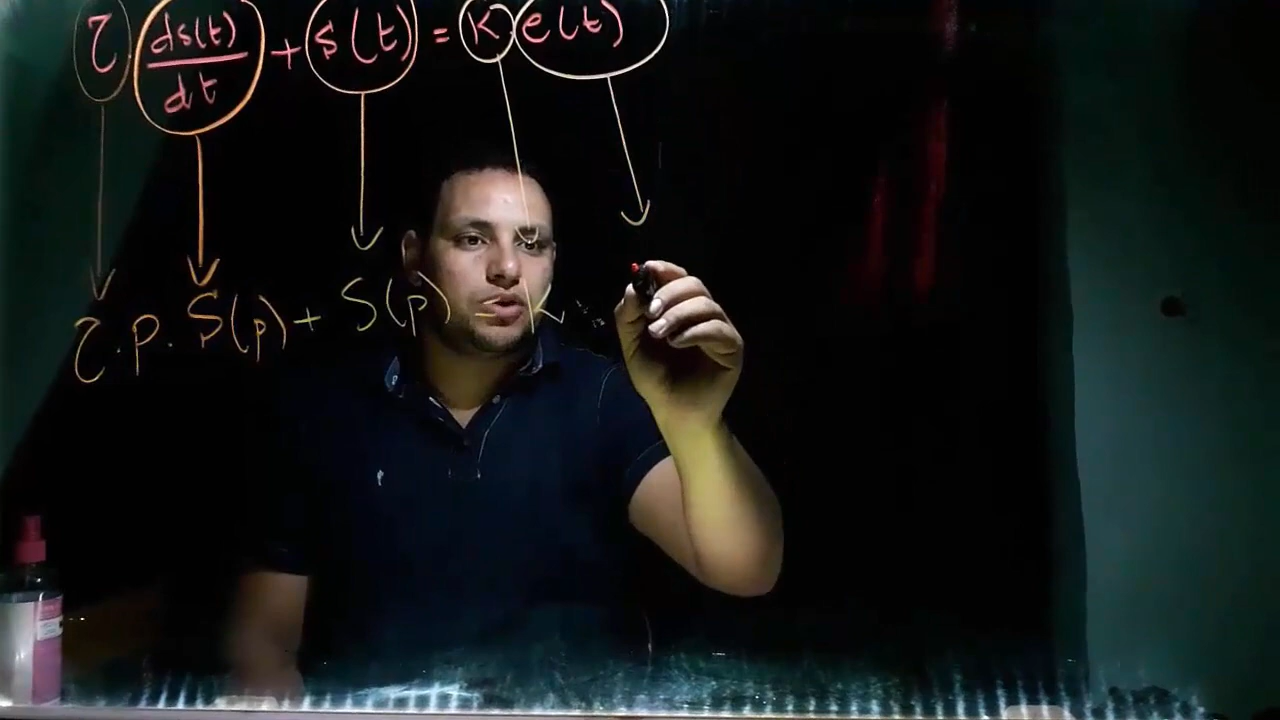 τ · ds(t)/dt + s(t) = K · e(t)
τ . p . S(p) + S(p) = K .